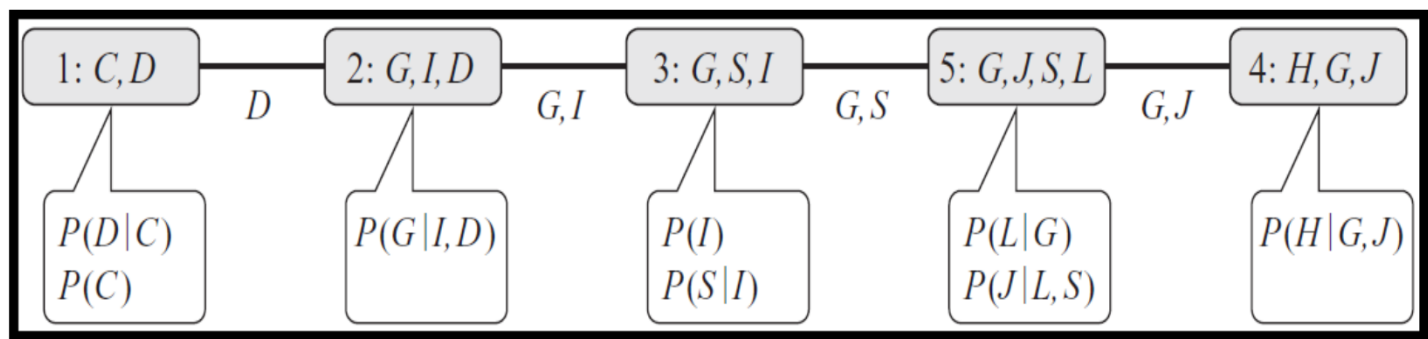 1: C,D
2: G,I,D
3: G,S,I
5: G,J,S,L
4: H,G,J
D
G,I
G,S
G,J
P(D|C)
P(C)
P(G|I,D)
P(I)
P(S|I)
P(L|G)
P(J|L,S)
P(H|G,J)